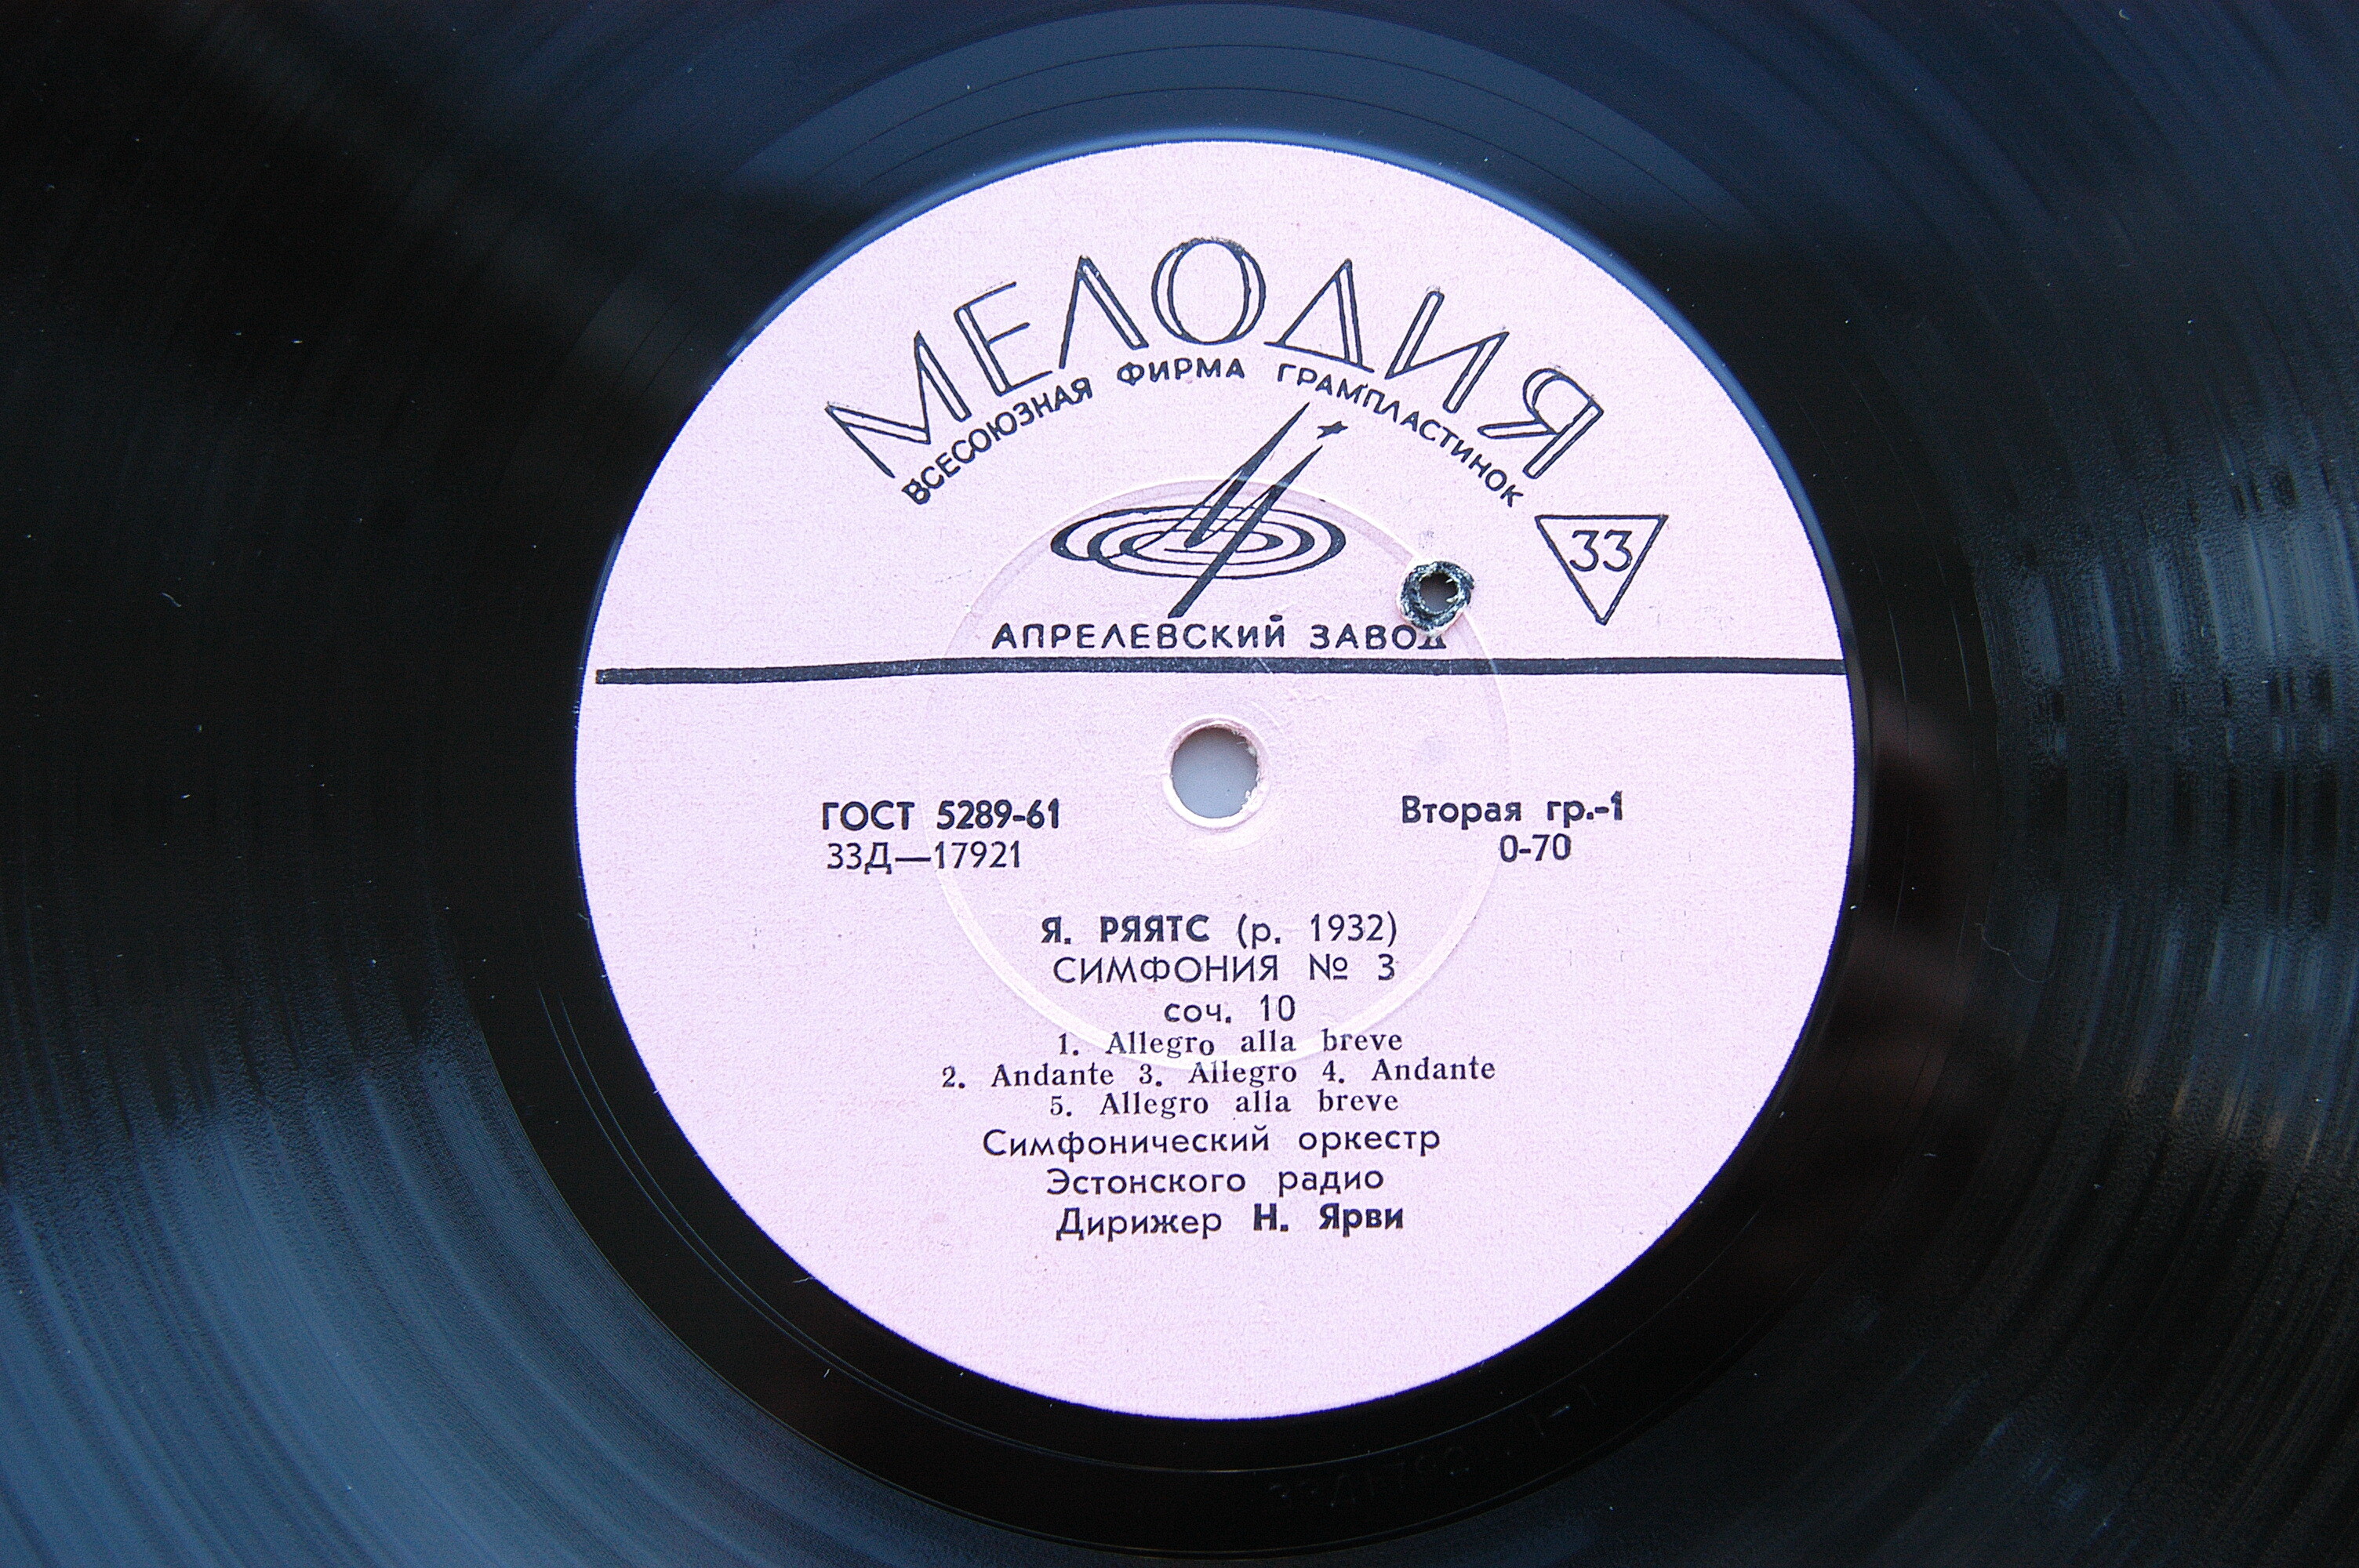 МЕЛОДИЯ
ВСЕСОЮЗНАЯ ФИРМА ГРАМПЛАСТИНОК
33
АПРЕЛЕВСКИЙ ЗАВОД
ГОСТ 5289-61
Вторая гр.-1
33Д—17921
0-70
Я. РЯЯТС (р. 1932)
СИМФОНИЯ № 3
соч. 10
1. Allegro alla breve
2. Andante 3. Allegro 4. Andante
5. Allegro alla breve
Симфонический оркестр
Эстонского радио
Дирижер Н. Ярви